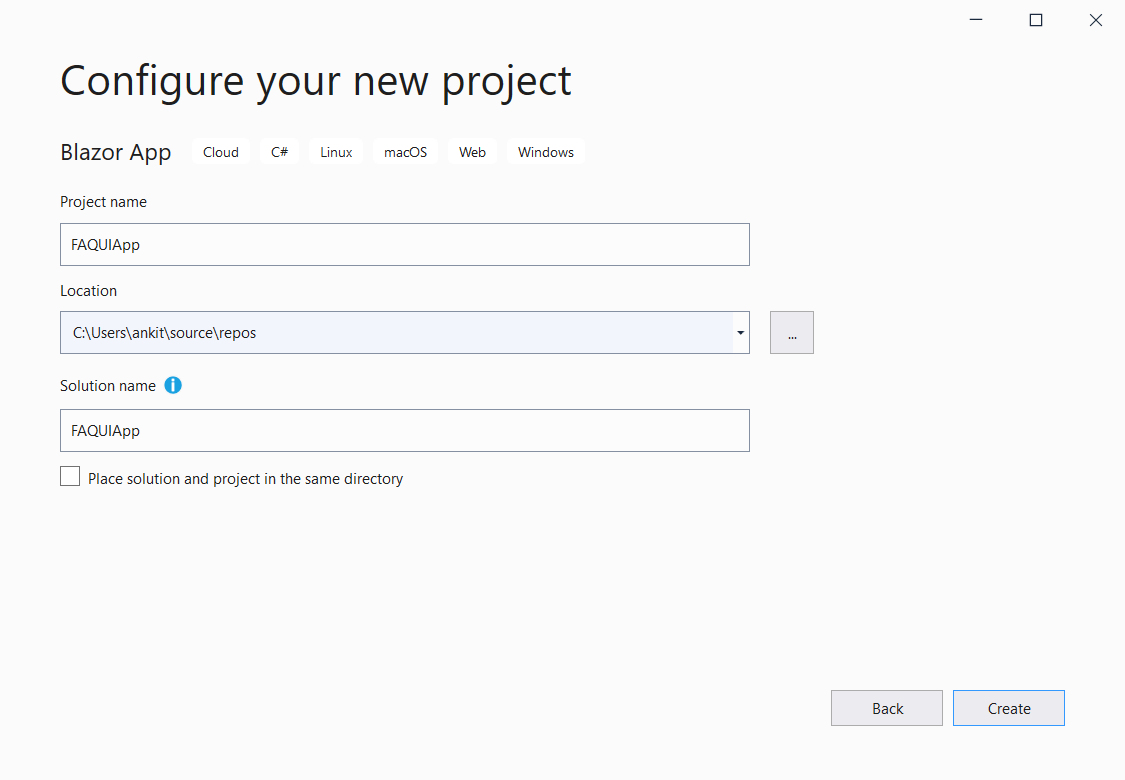 Configure your new project
Blazor App Cloud C# Linux macOS Web Windows
Project name
FAQUIApp
Location
C:\Users\ankit\source\repos
...
Solution name
FAQUIApp
Place solution and project in the same directory
Back Create